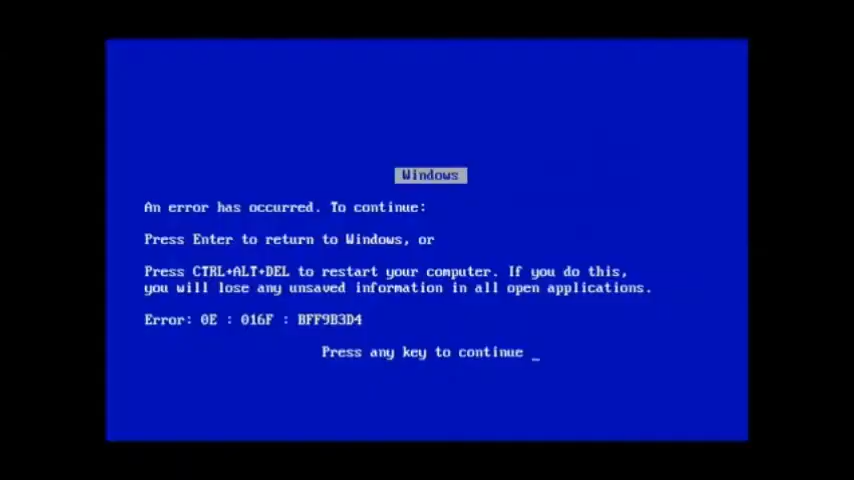 Windows
An error has occurred. To continue:
Press Enter to return to Windows, or
Press CTRL+ALT+DEL to restart your computer. If you do this,
you will lose any unsaved information in all open applications.
Error: 0E : 016F : BFF9B3D4
Press any key to continue _